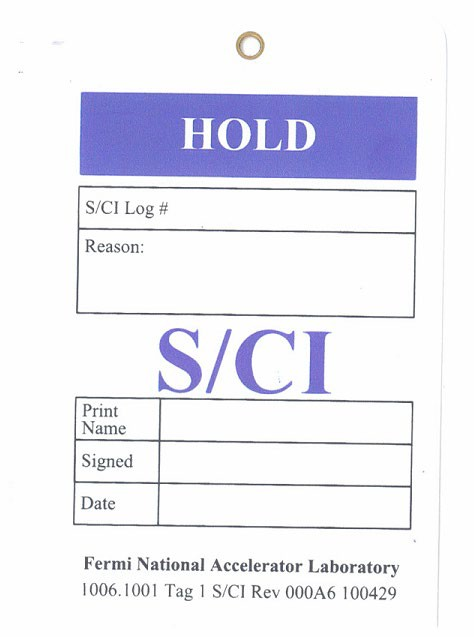 HOLD
S/CI Log #
Reason:
S/CI
Print
Name
Signed
Date
Fermi National Accelerator Laboratory
1006.1001 Tag 1 S/CI Rev 000A6 100429